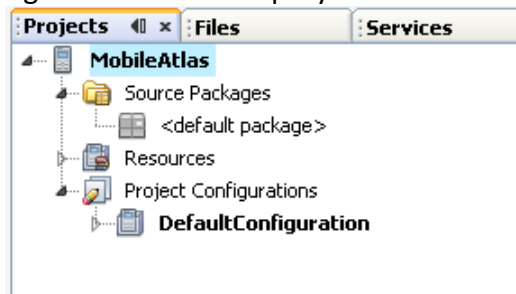 Projects Files Services
MobileAtlas
Source Packages
<default package>
Resources
Project Configurations
DefaultConfiguration